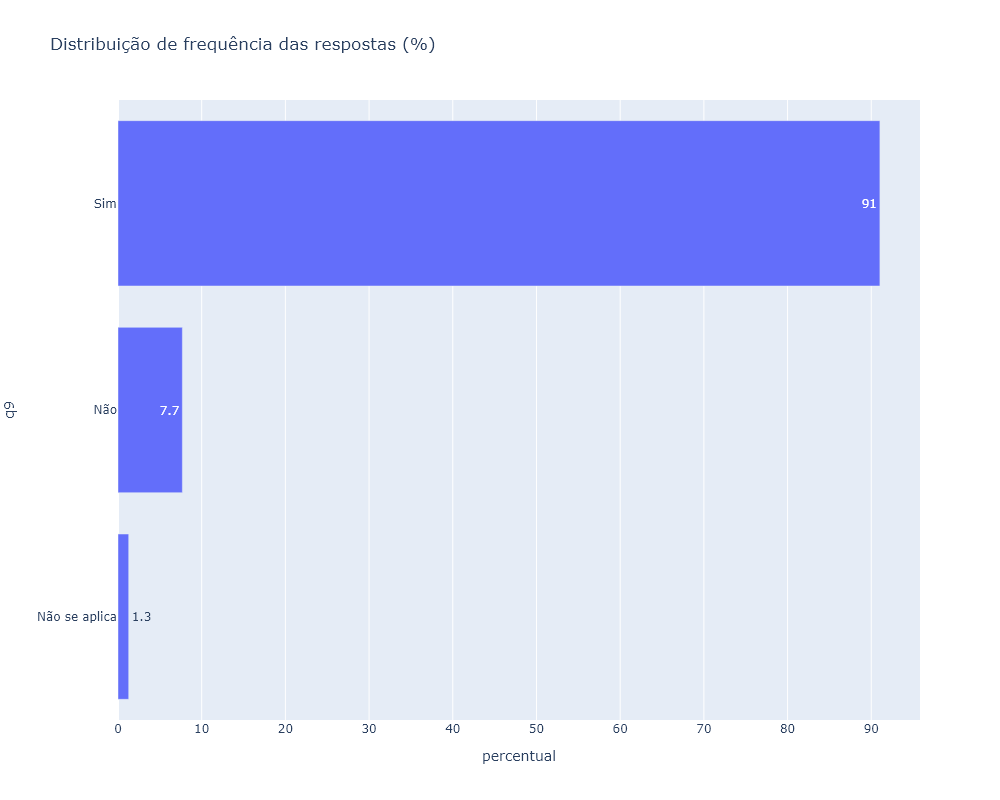 Distribuição de frequência das respostas (%)
Sim
91
Não
7.7
6b
Não se aplica
1.3
0 10 20 30 40 50 60 70 80 90
percentual